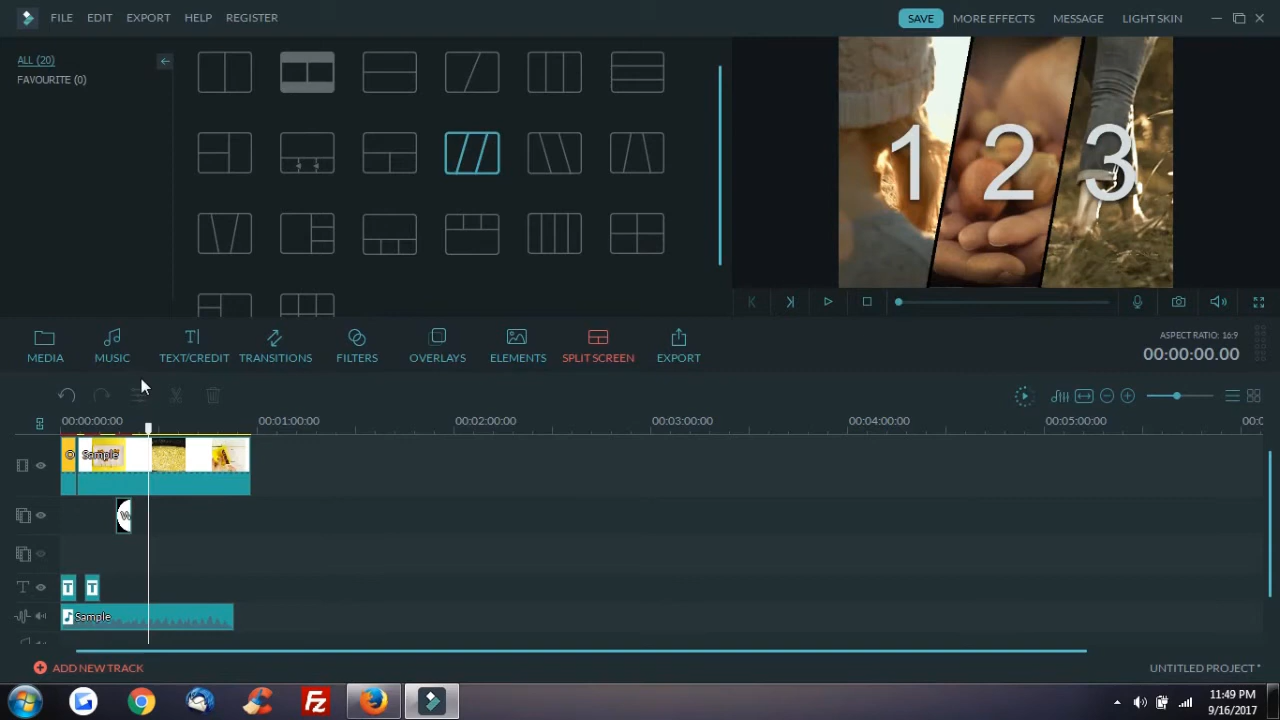 FILE EDIT EXPORT HELP REGISTER SAVE MORE EFFECTS MESSAGE LIGHT SKIN
ALL (20)
FAVOURITE (0)
1 2 3
MEDIA MUSIC TEXT/CREDIT TRANSITIONS FILTERS OVERLAYS ELEMENTS SPLIT SCREEN EXPORT
ASPECT RATIO: 16:9
00:00:00.00
00:00:00:00 00:01:00:00 00:02:00:00 00:03:00:00 00:04:00:00 00:05:00:00
Sample
T
T T
Sample
ADD NEW TRACK UNTITLED PROJECT *
FZ
11:49 PM
9/16/2017